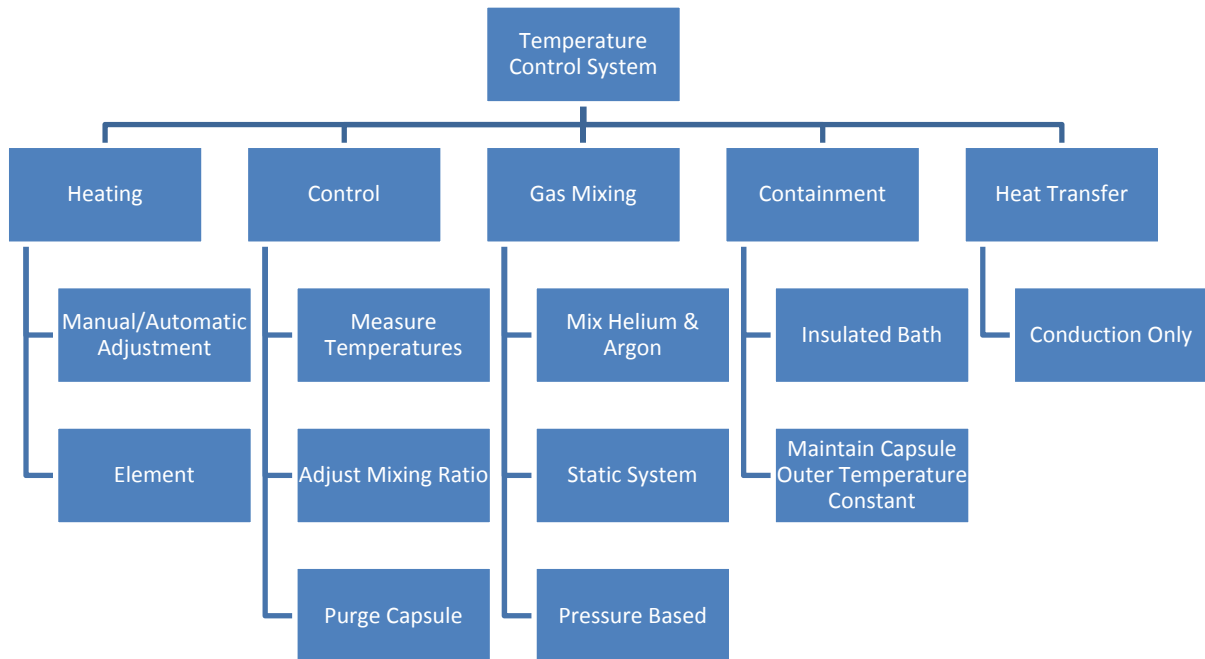 Temperature
Control System
Heating
Control
Gas Mixing
Containment
Heat Transfer
Manual/Automatic
Adjustment
Measure
Temperatures
Mix Helium &
Argon
Insulated Bath
Conduction Only
Element
Adjust Mixing Ratio
Static System
Maintain Capsule
Outer Temperature
Constant
Purge Capsule
Pressure Based